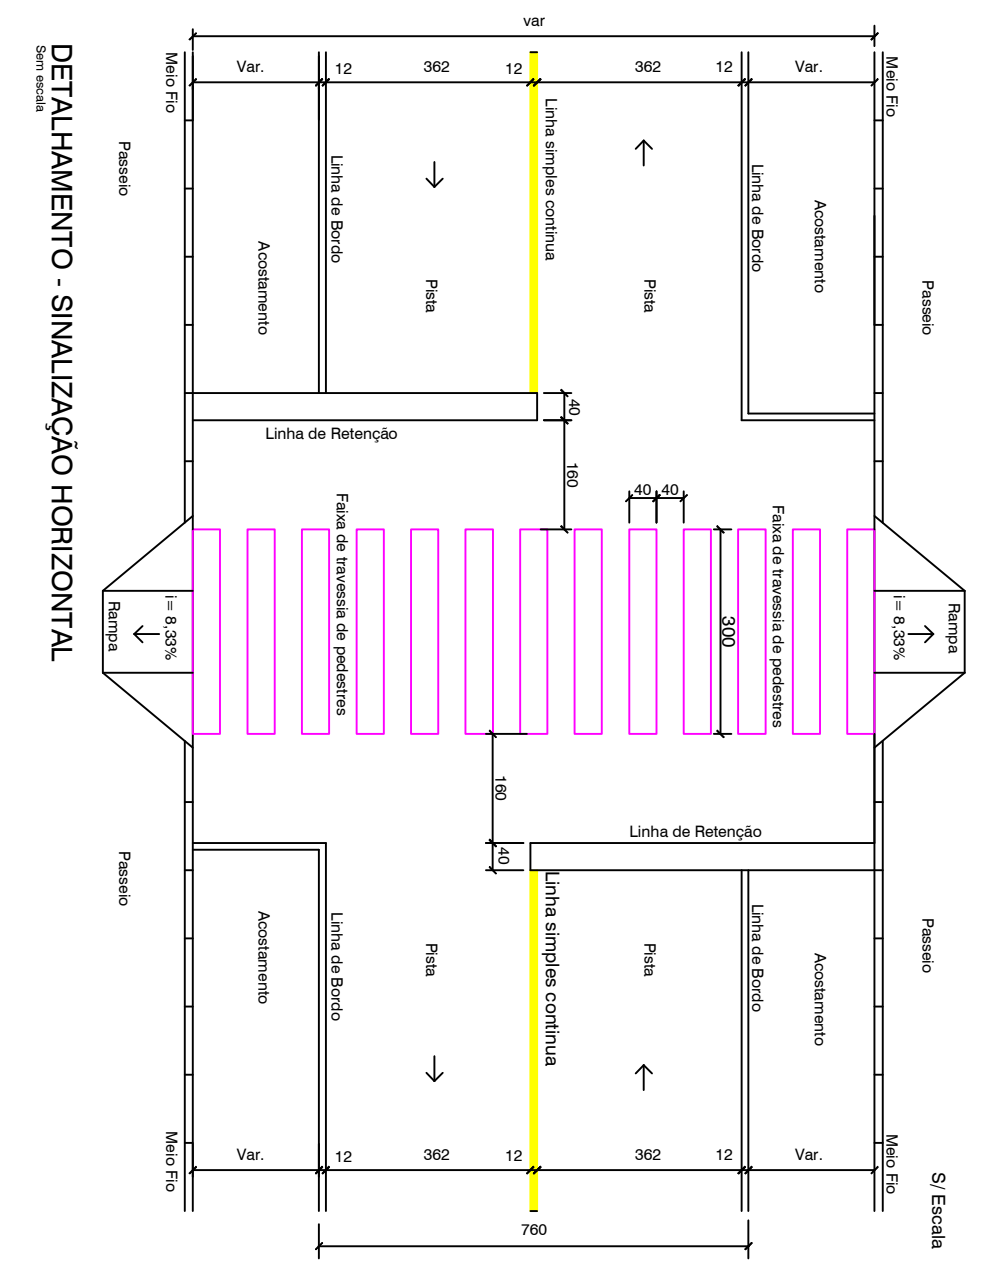 var
Var.
12
362
12
362
12
Var.
Meio Fio
Meio Fio
DETALHAMENTO - SINALIZAÇÃO HORIZONTAL
Sem escala
Passeio
Acostamento
Linha de Bordo
Pista
Linha simples continua
Pista
Linha de Bordo
Acostamento
Passeio
40
Linha de Retenção
160
40
40
Faixa de travessia de pedestres
Faixa de travessia de pedestres
300
Rampa
i = 8,33%
i = 8,33%
Rampa
160
Linha de Retenção
40
Passeio
Acostamento
Linha de Bordo
Pista
Linha simples continua
Pista
Linha de Bordo
Acostamento
Passeio
Meio Fio
Var.
12
362
12
362
12
Var.
Meio Fio
S/ Escala
760